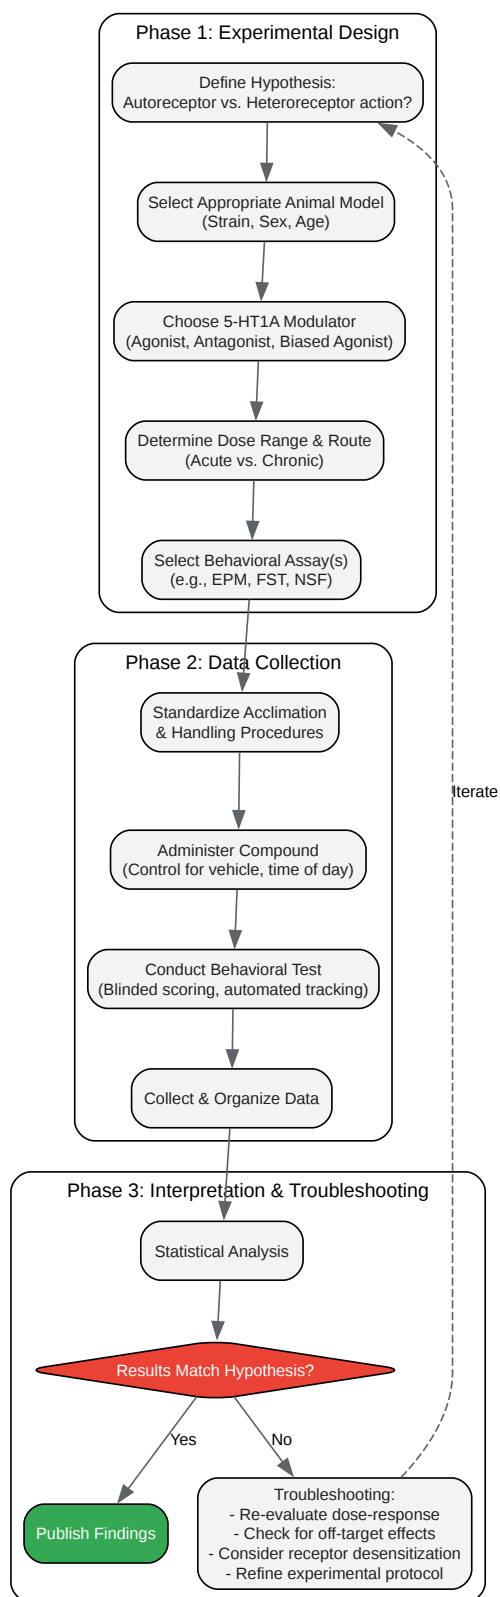 Phase 1: Experimental Design
Define Hypothesis:
Autoreceptor vs. Heteroreceptor action?
Select Appropriate Animal Model
(Strain, Sex, Age)
Choose 5-HT1A Modulator
(Agonist, Antagonist, Biased Agonist)
Determine Dose Range & Route
(Acute vs. Chronic)
Select Behavioral Assay(s)
(e.g., EPM, FST, NSF)
Phase 2: Data Collection
Standardize Acclimation
& Handling Procedures
Iterate
Administer Compound
(Control for vehicle, time of day)
Conduct Behavioral Test
(Blinded scoring, automated tracking)
Collect & Organize Data
Phase 3: Interpretation & Troubleshooting
Statistical Analysis
Results Match Hypothesis?
Yes
No
Publish Findings
Troubleshooting:
- Re-evaluate dose-response
- Check for off-target effects
- Consider receptor desensitization
- Refine experimental protocol